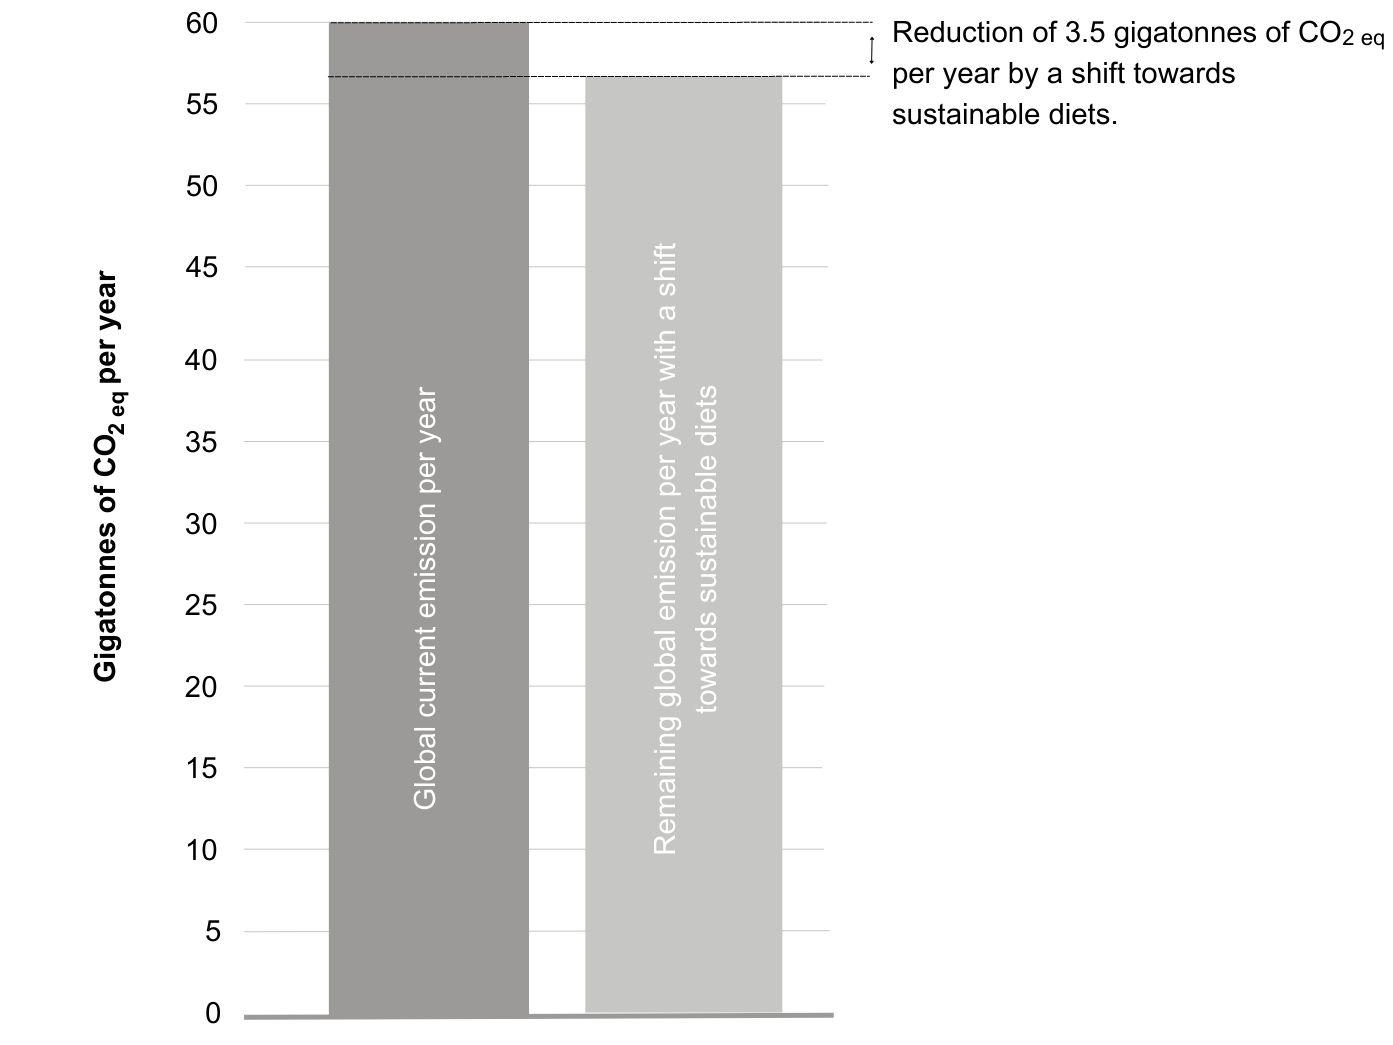 60
Reduction of 3.5 gigatonnes of CO2 eq
per year by a shift towards
sustainable diets.
55
50
45
40
35
30
25
20
15
10
5
0
Gigatonnes of CO2 eq per year
Global current emission per year
Remaining global emission per year with a shift
towards sustainable diets